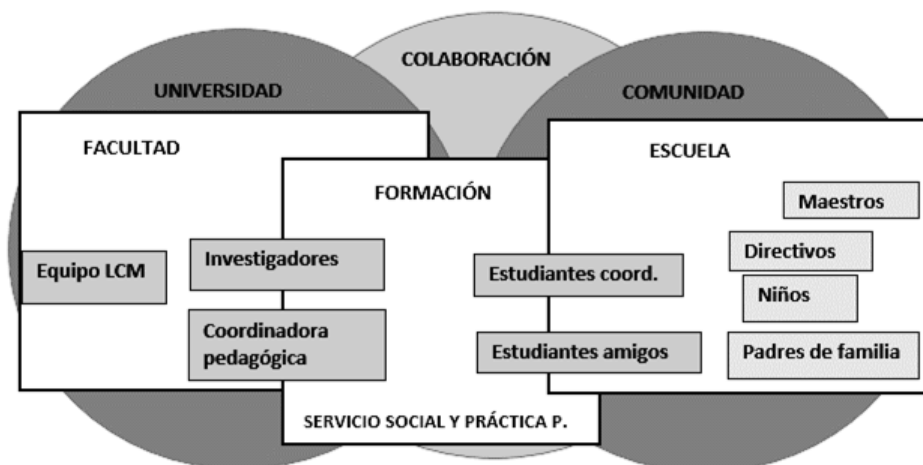 COLABORACIÓN
UNIVERSIDAD
COMUNIDAD
FACULTAD
FORMACIÓN
ESCUELA
Maestros
Equipo LCM
Investigadores
Estudiantes coord.
Directivos
Niños
Coordinadora
pedagógica
Estudiantes amigos
Padres de familia
SERVICIO SOCIAL Y PRÁCTICA P.